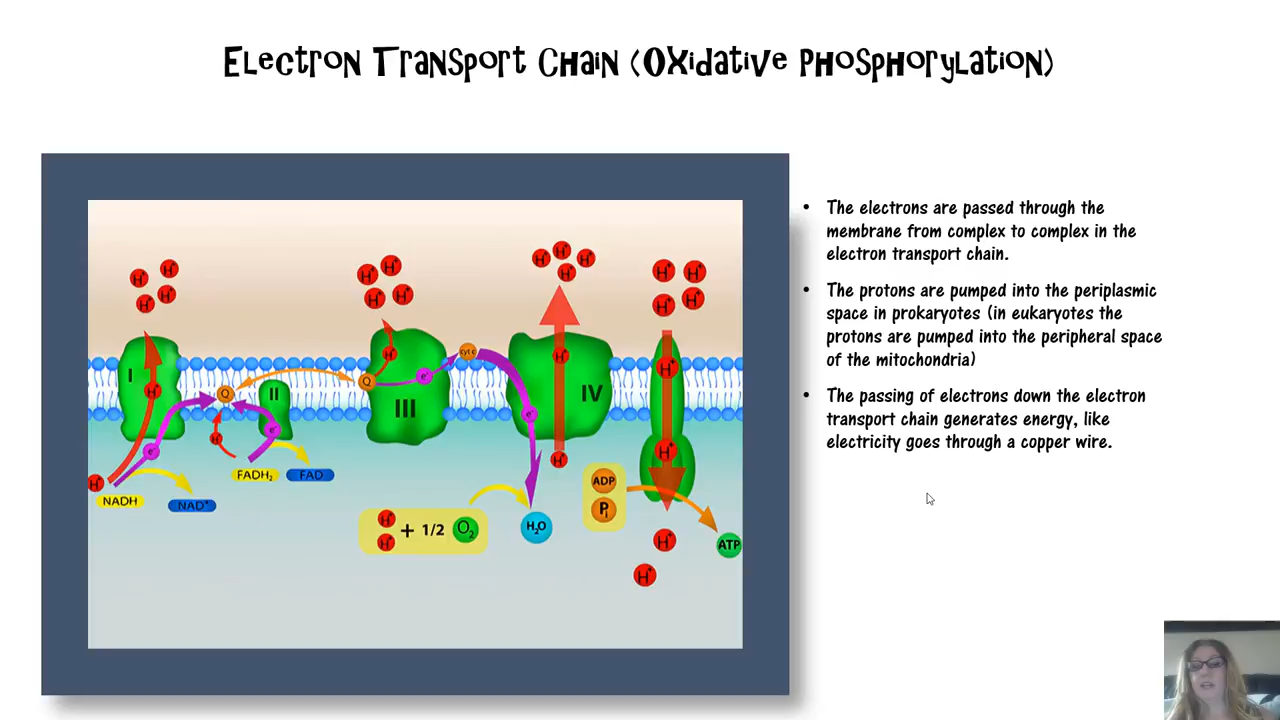 Electron Transport Chain (Oxidative Phosphorylation)
H⁺ H⁺ H⁺ H⁺
H⁺ H⁺ H⁺ H⁺
H⁺ H⁺ H⁺ H⁺
H⁺ H⁺ H⁺ H⁺
I
H⁺
Q
II
H⁺
e⁻
e⁻
H⁺
NADH
NAD⁺
FADH₂
FAD
Q
H⁺
e⁻
cyt c
III
H⁺
IV
e⁻
H⁺
H⁺
H⁺
H⁺
H⁺ + 1/2 O₂
H₂O
ADP
Pi
ATP
H⁺
H⁺
• The electrons are passed through the
membrane from complex to complex in the
electron transport chain.
• The protons are pumped into the periplasmic
space in prokaryotes (in eukaryotes the
protons are pumped into the peripheral space
of the mitochondria)
• The passing of electrons down the electron
transport chain generates energy, like
electricity goes through a copper wire.